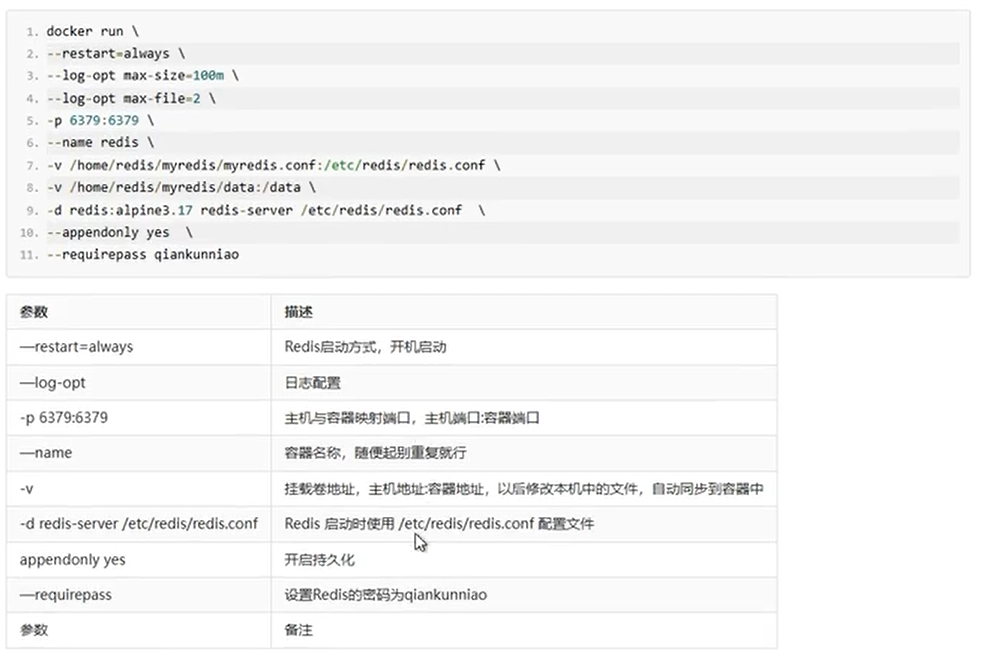 1. docker run \
2. --restart=always \
3. --log-opt max-size=100m \
4. --log-opt max-file=2 \
5. -p 6379:6379 \
6. --name redis \
7. -v /home/redis/myredis/myredis.conf:/etc/redis/redis.conf \
8. -v /home/redis/myredis/data:/data \
9. -d redis:alpine3.17 redis-server /etc/redis/redis.conf  \
10. --appendonly yes  \
11. --requirepass qiankunniao
参数 描述
—restart=always Redis启动方式，开机启动
—log-opt 日志配置
-p 6379:6379 主机与容器映射端口，主机端口:容器端口
—name 容器名称，随便起别重复就行
-v 挂载卷地址，主机地址:容器地址，以后修改本机中的文件，自动同步到容器中
-d redis-server /etc/redis/redis.conf Redis 启动时使用 /etc/redis/redis.conf 配置文件
appendonly yes 开启持久化
—requirepass 设置Redis的密码为qiankunniao
参数 备注